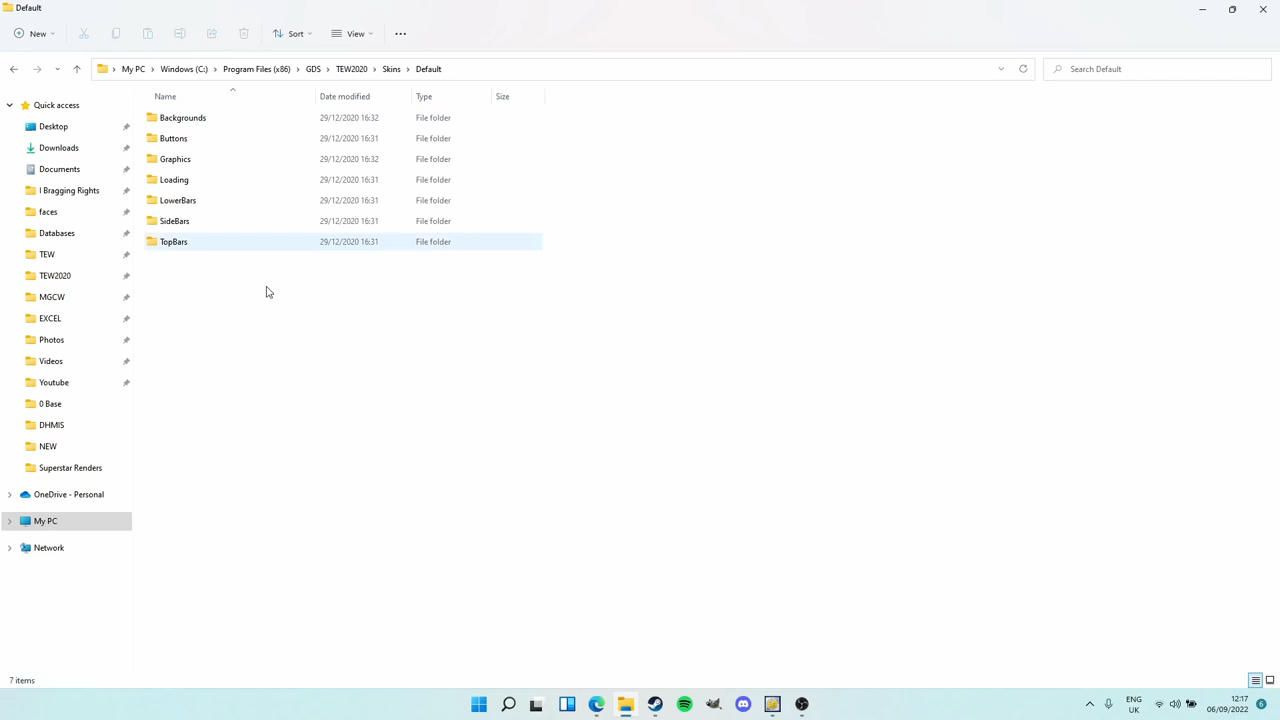 Default
New
Sort
View
My PC > Windows (C:) > Program Files (x86) > GDS > TEW2020 > Skins > Default
Search Default
Name Date modified Type Size
Backgrounds 29/12/2020 16:32 File folder
Buttons 29/12/2020 16:31 File folder
Graphics 29/12/2020 16:32 File folder
Loading 29/12/2020 16:31 File folder
LowerBars 29/12/2020 16:31 File folder
SideBars 29/12/2020 16:31 File folder
TopBars 29/12/2020 16:31 File folder
Quick access
Desktop
Downloads
Documents
I Bragging Rights
faces
Databases
TEW
TEW2020
MGCW
EXCEL
Photos
Videos
Youtube
0 Base
DHMIS
NEW
Superstar Renders
OneDrive - Personal
My PC
Network
7 items
ENG
UK
12:17
06/09/2022
6